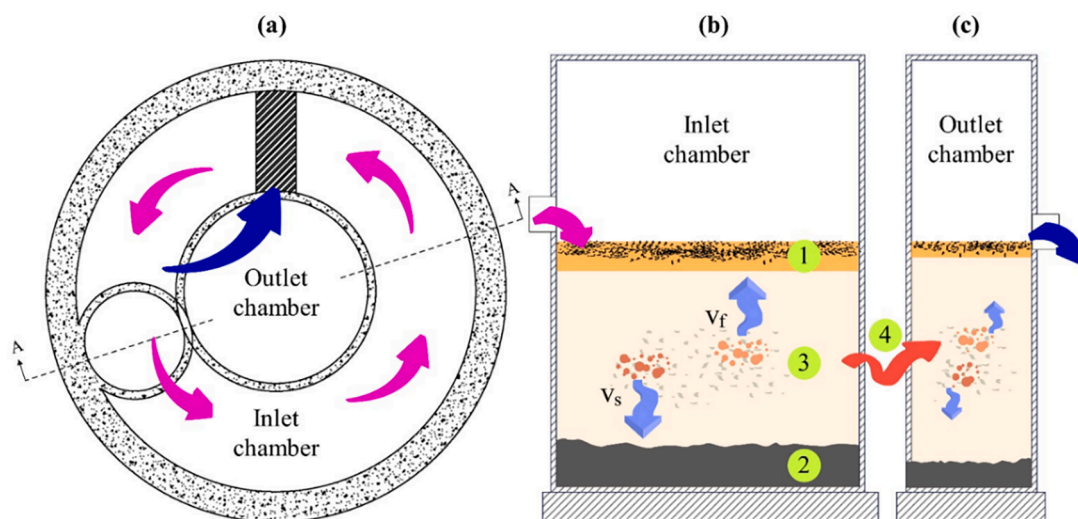 (a)
A
A
Outlet
chamber
Inlet
chamber
(b)
Inlet
chamber
1
vf
3
vs
2
4
(c)
Outlet
chamber